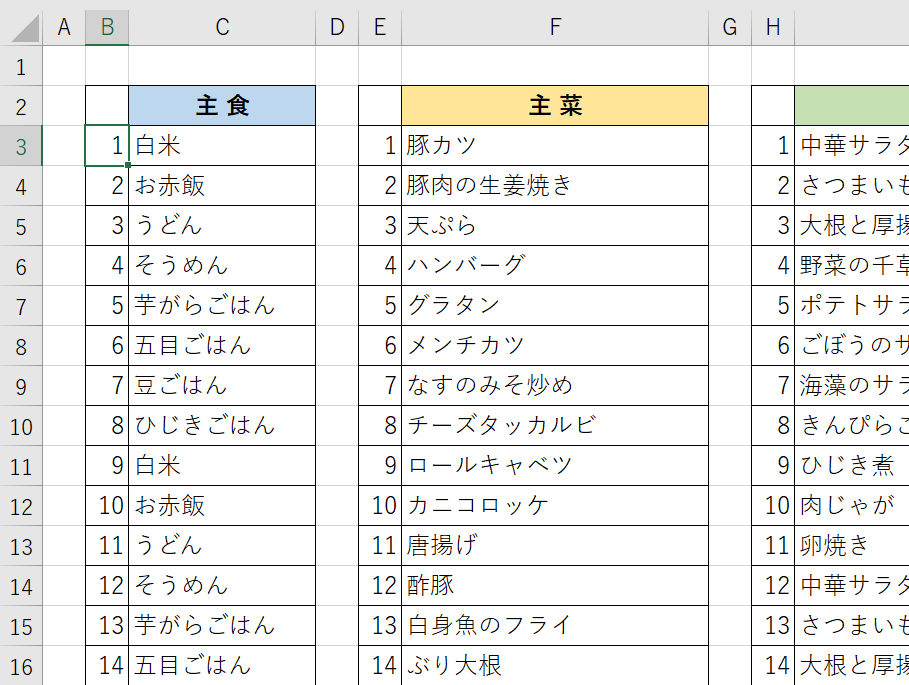 A B C D E F G H
1
2 主 食 主 菜
3 1 白米 1 豚カツ 1 中華サラダ
4 2 お赤飯 2 豚肉の生姜焼き 2 さつまいも
5 3 うどん 3 天ぷら 3 大根と厚揚
6 4 そうめん 4 ハンバーグ 4 野菜の千草
7 5 芋がらごはん 5 グラタン 5 ポテトサラ
8 6 五目ごはん 6 メンチカツ 6 ごぼうのサ
9 7 豆ごはん 7 なすのみそ炒め 7 海藻のサラ
10 8 ひじきごはん 8 チーズタッカルビ 8 きんぴらご
11 9 白米 9 ロールキャベツ 9 ひじき煮
12 10 お赤飯 10 カニコロッケ 10 肉じゃが
13 11 うどん 11 唐揚げ 11 卵焼き
14 12 そうめん 12 酢豚 12 中華サラダ
15 13 芋がらごはん 13 白身魚のフライ 13 さつまいも
16 14 五目ごはん 14 ぶり大根 14 大根と厚揚